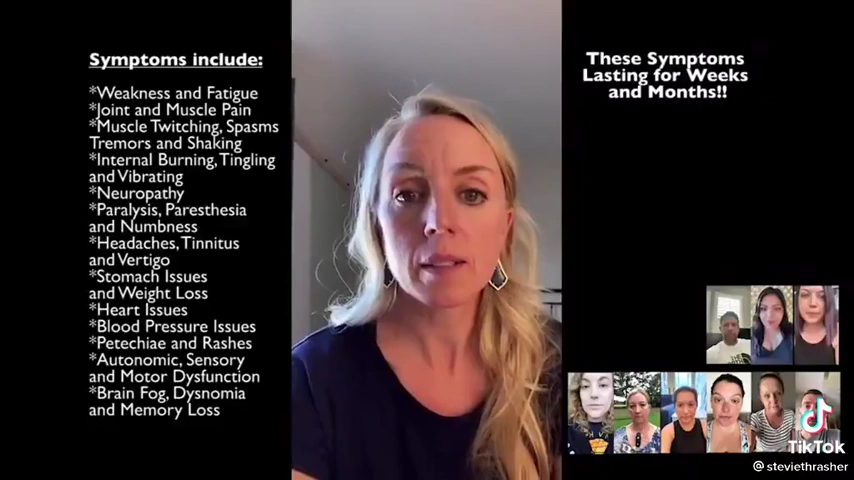 Symptoms include:
*Weakness and Fatigue
*Joint and Muscle Pain
*Muscle Twitching, Spasms
Tremors and Shaking
*Internal Burning, Tingling
and Vibrating
*Neuropathy
*Paralysis, Paresthesia
and Numbness
*Headaches, Tinnitus
and Vertigo
*Stomach Issues
and Weight Loss
*Heart Issues
*Blood Pressure Issues
*Petechiae and Rashes
*Autonomic, Sensory
and Motor Dysfunction
*Brain Fog, Dysnomia
and Memory Loss
These Symptoms
Lasting for Weeks
and Months!!
TikTok
@steviethrasher